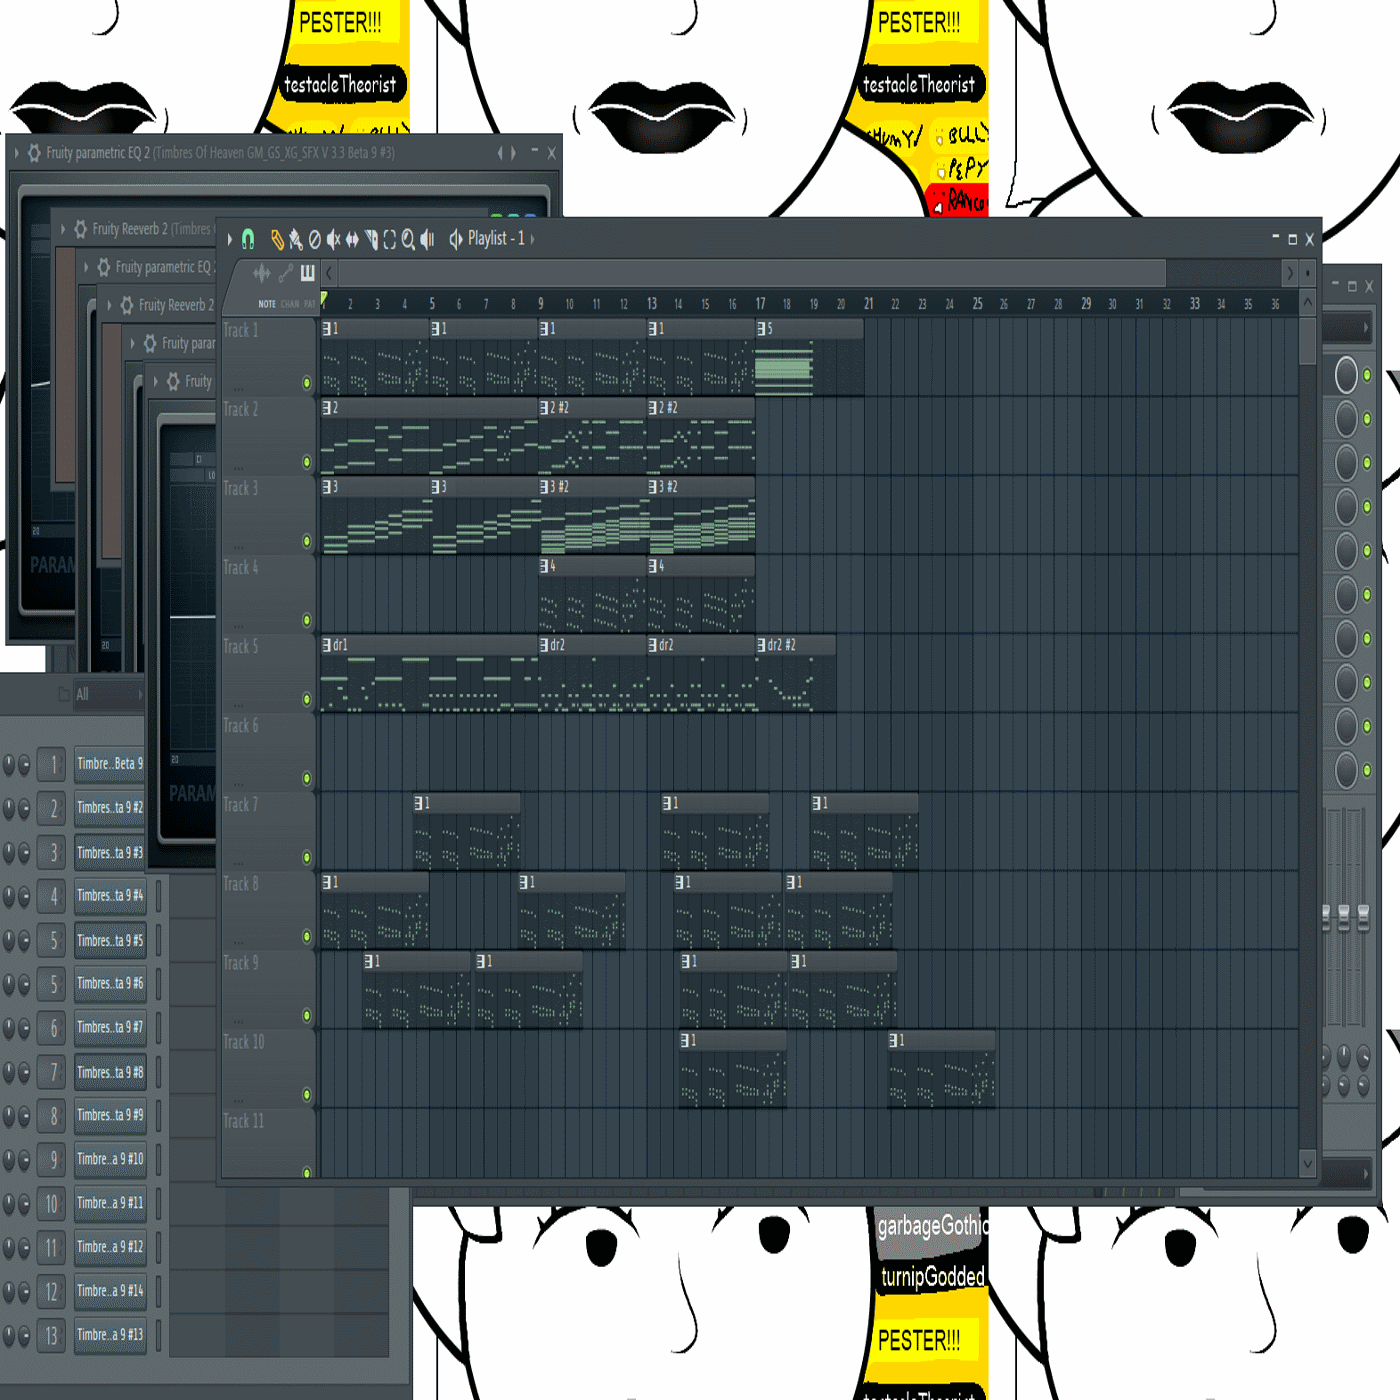 PESTER!!!
PESTER!!!
testacleTheorist
testacleTheorist
CHUMY/
BULLY
CHUMY/
BULLY
PEPY
RANCO
Fruity parametric EQ 2 (Timbres Of Heaven GM_GS_XG_SFX V 3.3 Beta 9 #3)
Fruity Reeverb 2 (Timbres
Fruity parametric EQ
Fruity Reeverb 2
Fruity parar
Fruity
Playlist - 1
NOTE CHAN PAT
2 3 4 5 6 7 8 9 10 11 12 13 14 15 16 17 18 19 20 21 22 23 24 25 26 27 28 29 30 31 32 33 34 35 36
Track 1
1 1 1 1 5
Track 2
2 2 #2 2 #2
Track 3
3 3 3 #2 3 #2
Track 4
4 4
Track 5
dr1 dr2 dr2 dr2 #2
Track 6
Track 7
1 1 1
Track 8
1 1 1 1
Track 9
1 1 1 1
Track 10
1 1
Track 11
20
PARAM
20
20
PARAM
All
1 Timbre..Beta 9
2 Timbres..ta 9 #2
3 Timbres..ta 9 #3
4 Timbres..ta 9 #4
5 Timbres..ta 9 #5
5 Timbres..ta 9 #6
6 Timbres..ta 9 #7
7 Timbres..ta 9 #8
8 Timbres..ta 9 #9
9 Timbre..a 9 #10
10 Timbre..a 9 #11
11 Timbre..a 9 #12
12 Timbre..a 9 #14
13 Timbre..a 9 #13
garbageGothic
turnipGodded
PESTER!!!
testacleTheorist